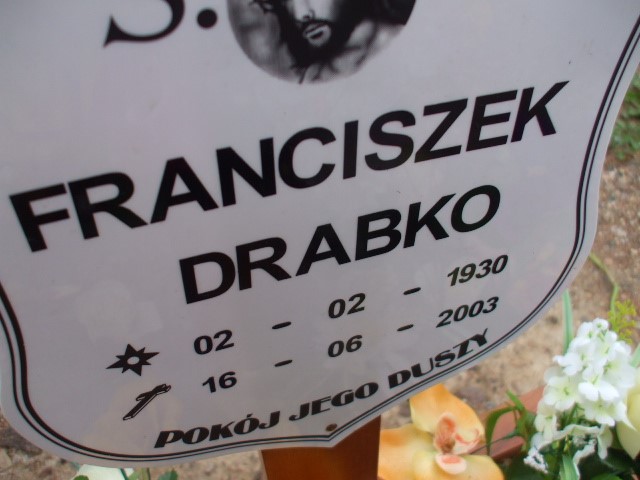 S.
FRANCISZEK
DRABKO
02 - 02 - 1930
16 - 06 - 2003
POKÓJ JEGO DUSZY